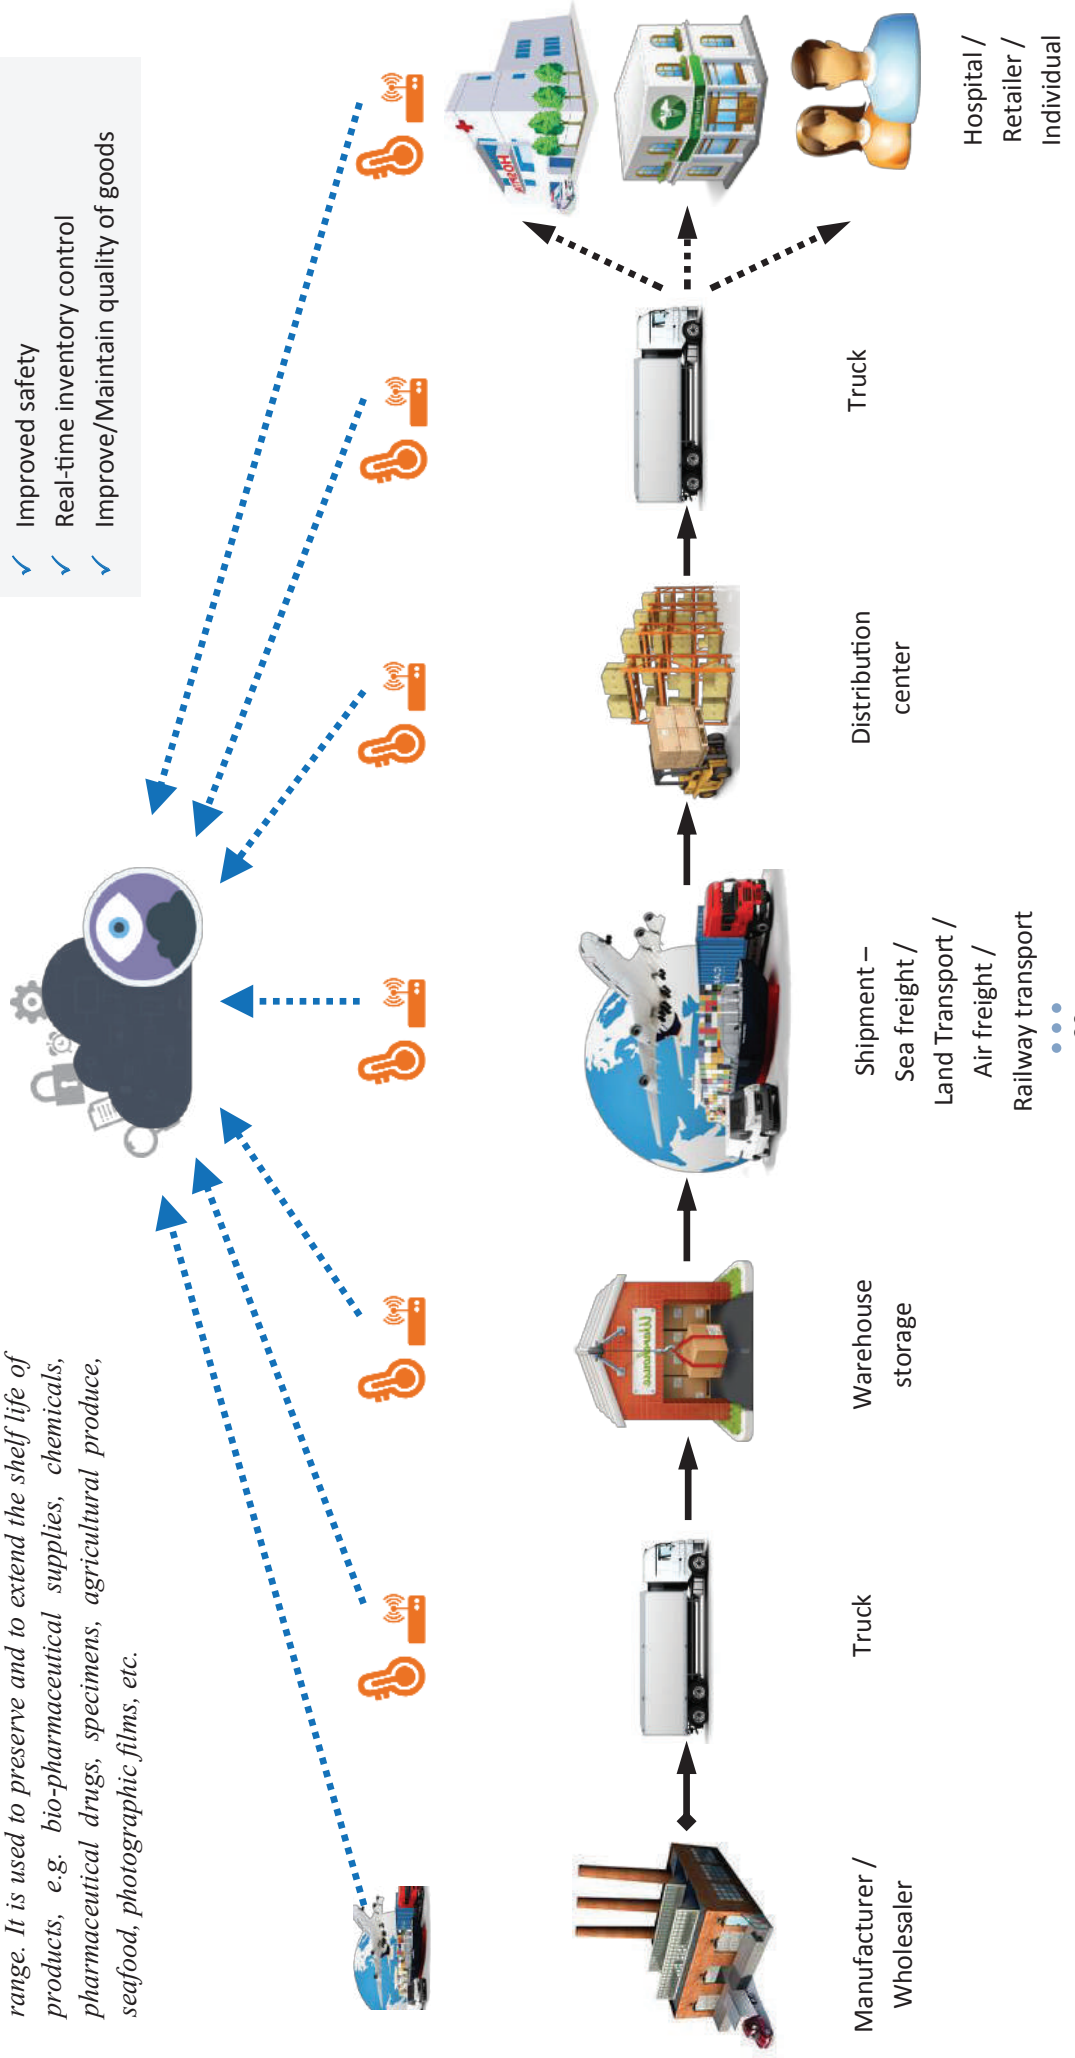 range. It is used to preserve and to extend the shelf life of
products, e.g. bio-pharmaceutical supplies, chemicals,
pharmaceutical drugs, specimens, agricultural produce,
seafood, photographic films, etc.
✓ Improved safety
✓ Real-time inventory control
✓ Improve/Maintain quality of goods
HOSPITAL
Manufacturer /
Wholesaler
Truck
Warehouse
storage
Shipment –
Sea freight /
Land Transport /
Air freight /
Railway transport
Distribution
center
Truck
Hospital /
Retailer /
Individual